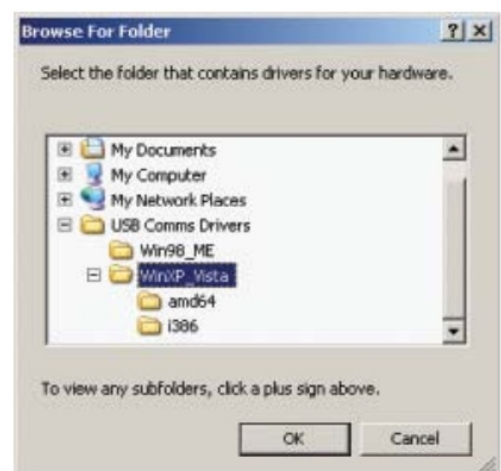 Browse For Folder
Select the folder that contains drivers for your hardware.
My Documents
My Computer
My Network Places
USB Comms Drivers
Win98_ME
WinXP_Vista
amd64
i386
To view any subfolders, click a plus sign above.
OK Cancel